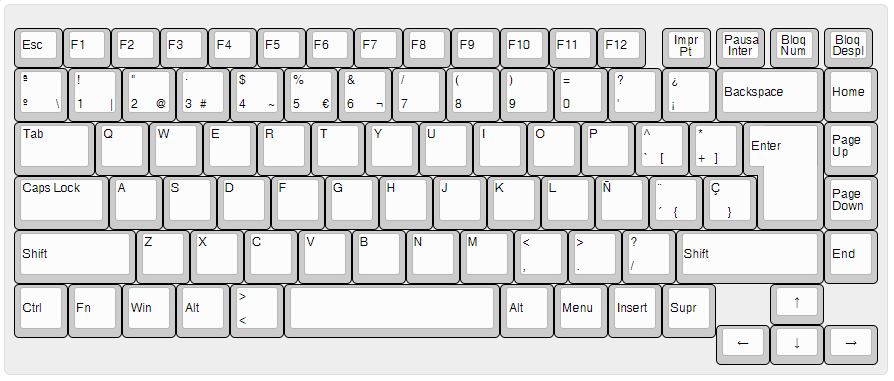 Esc F1 F2 F3 F4 F5 F6 F7 F8 F9 F10 F11 F12 Impr Pausa Bloq Bloq
Pt Inter Num Despl
ª ! " · $ % & / ( ) = ? ¿
Backspace Home
º \ 1 | 2 @ 3 # 4 ~ 5 € 6 ¬ 7 8 9 0 ' ¡
Tab Q W E R T Y U I O P ^ * Enter Page
Up
` [ + ]
Caps Lock A S D F G H J K L Ñ ¨ Ç Page
Down
´ { }
Shift Z X C V B N M < > ? Shift End
, . /
Ctrl Fn Win Alt > Alt Menu Insert Supr ↑
<
← ↓ →